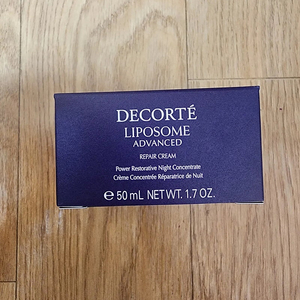 DECORTÉ
LIPOSOME
ADVANCED
REPAIR CREAM
Power Restorative Night Concentrate
Crème Concentrée Réparatrice de Nuit
℮ 50 mL NET WT. 1.7 OZ.